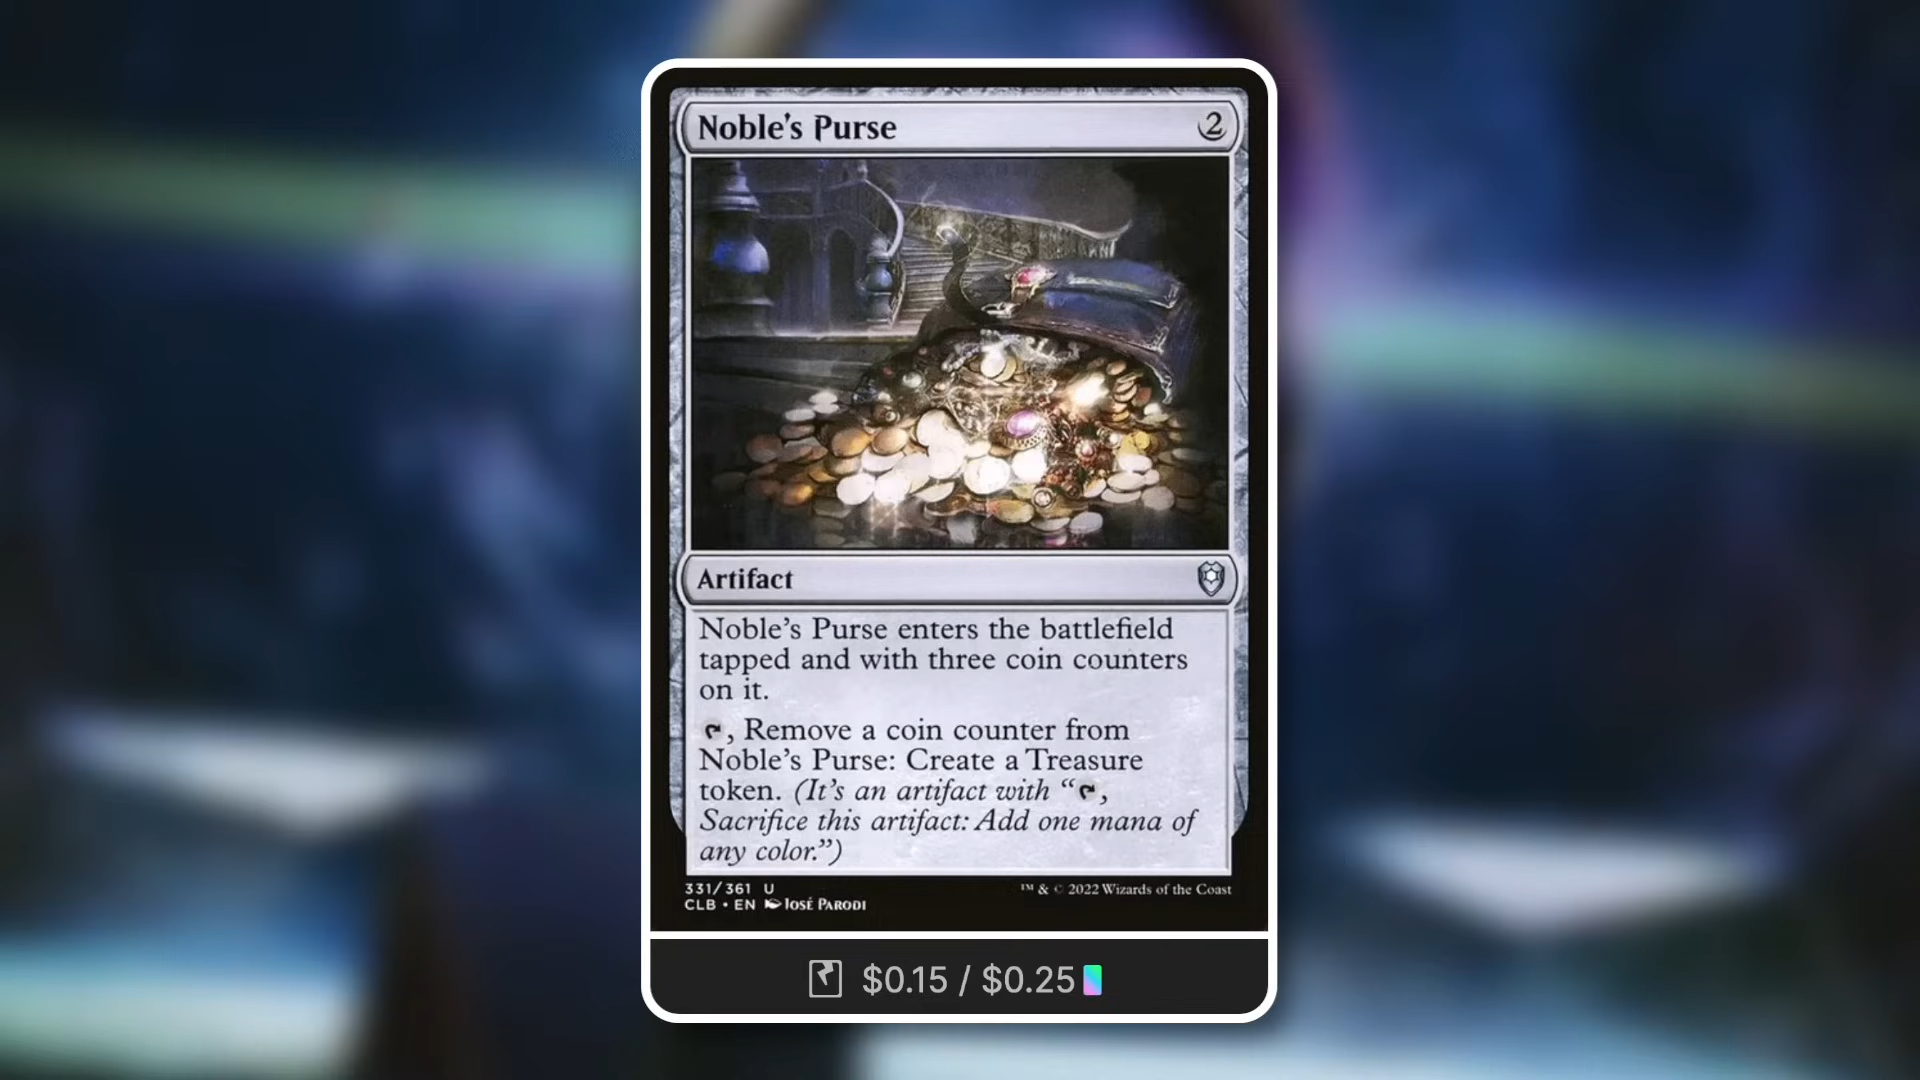 Noble's Purse 2
Artifact
Noble's Purse enters the battlefield
tapped and with three coin counters
on it.
, Remove a coin counter from
Noble's Purse: Create a Treasure
token. (It's an artifact with “ ,
Sacrifice this artifact: Add one mana of
any color.”)
331/361 U
™ & © 2022 Wizards of the Coast
CLB • EN José Parodi
$0.15 / $0.25